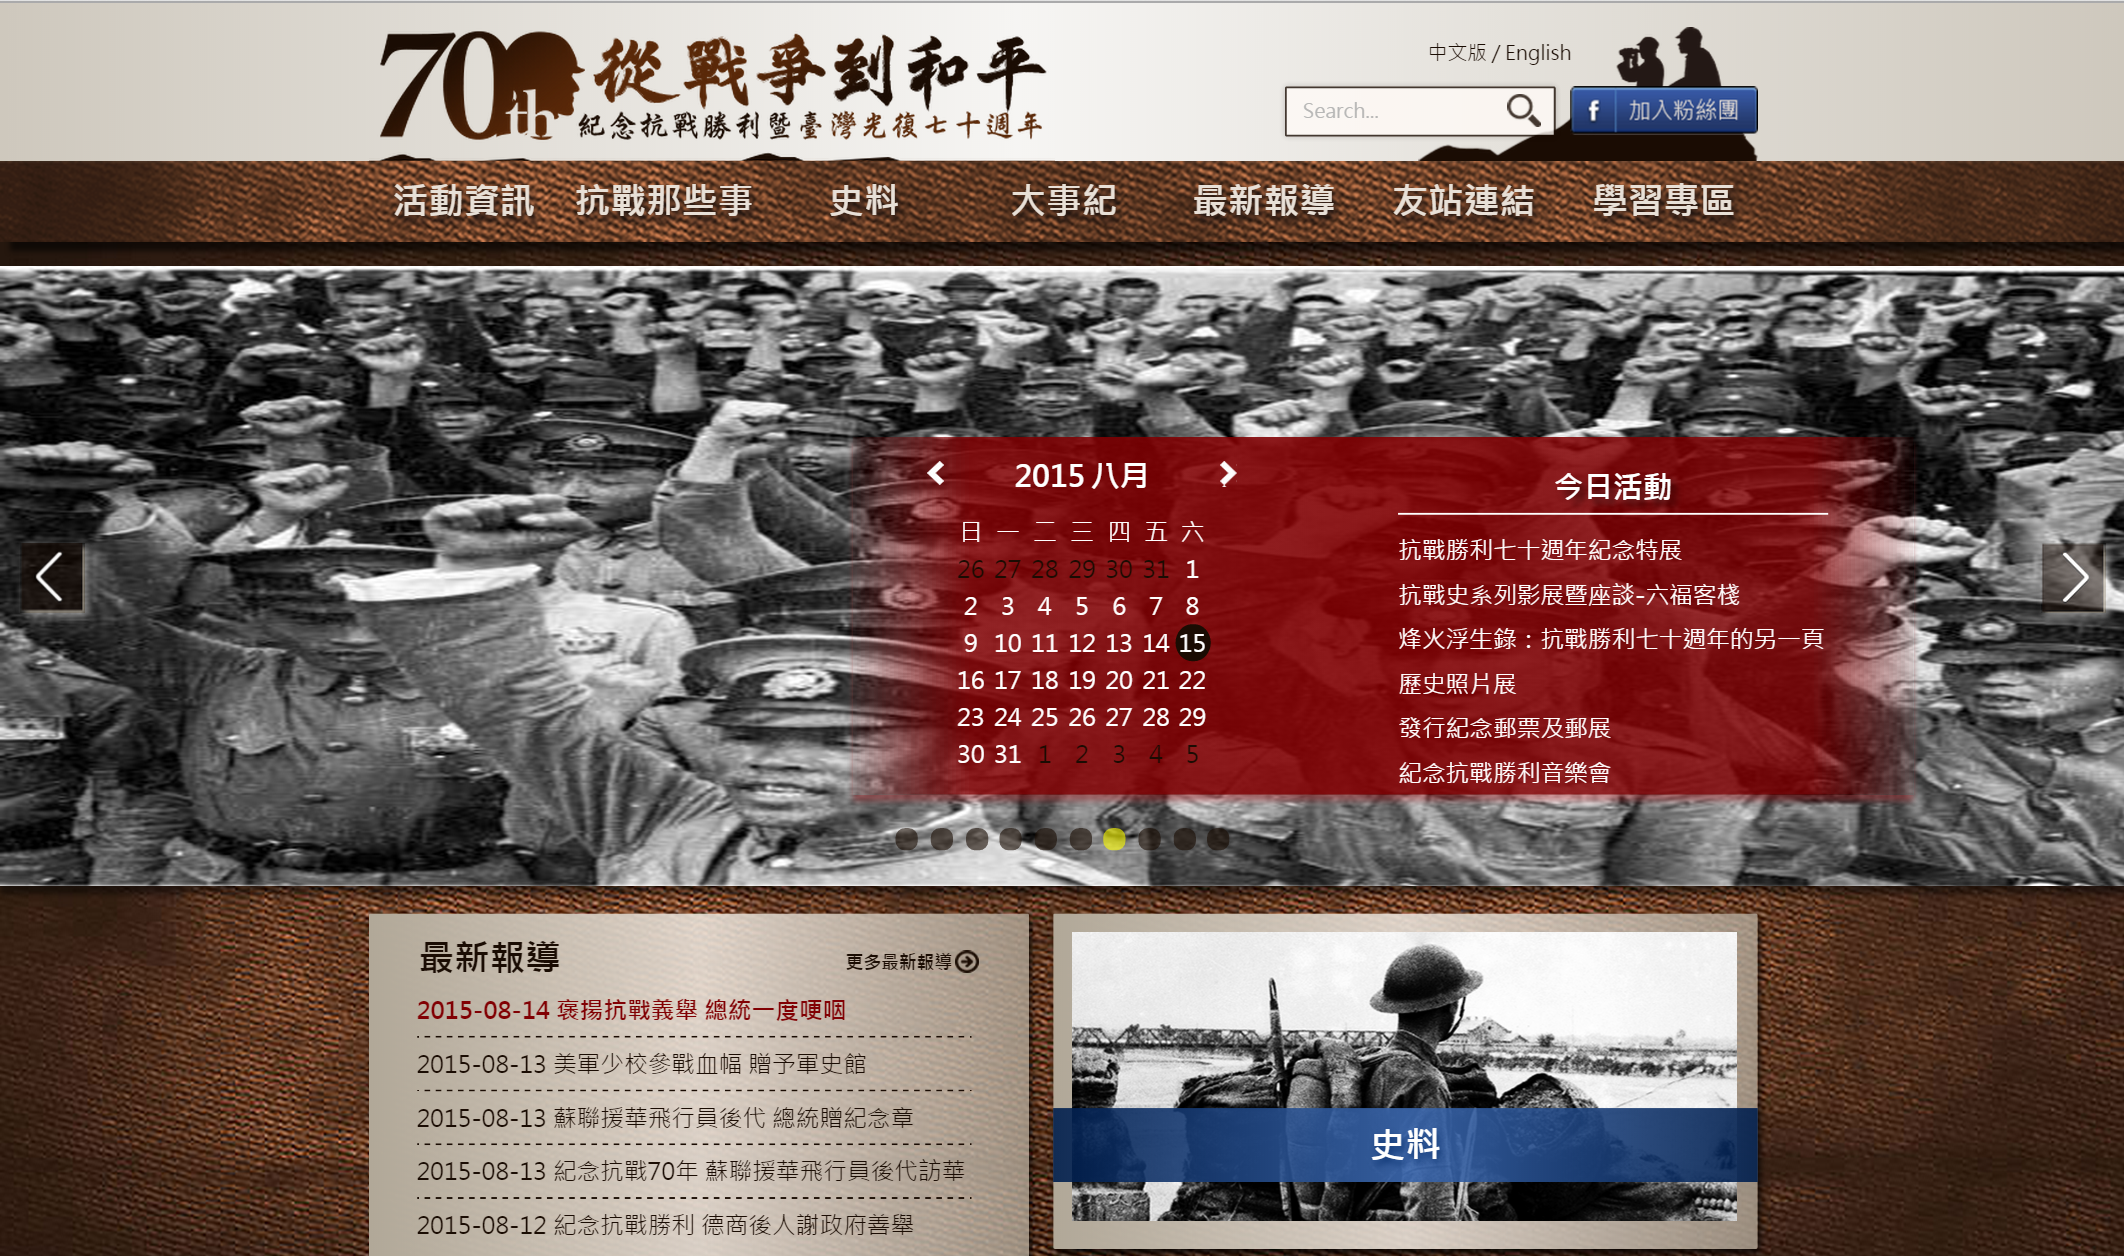 70th 從戰爭到和平
紀念抗戰勝利暨臺灣光復七十週年
中文版 / English
Search...
f 加入粉絲團
活動資訊 抗戰那些事 史料 大事紀 最新報導 友站連結 學習專區
2015 八月
日 一 二 三 四 五 六
26 27 28 29 30 31 1
2 3 4 5 6 7 8
9 10 11 12 13 14 15
16 17 18 19 20 21 22
23 24 25 26 27 28 29
30 31 1 2 3 4 5
今日活動
抗戰勝利七十週年紀念特展
抗戰史系列影展暨座談-六福客棧
烽火浮生錄：抗戰勝利七十週年的另一頁
歷史照片展
發行紀念郵票及郵展
紀念抗戰勝利音樂會
最新報導
更多最新報導
2015-08-14 褒揚抗戰義舉 總統一度哽咽
2015-08-13 美軍少校參戰血幅 贈予軍史館
2015-08-13 蘇聯援華飛行員後代 總統贈紀念章
2015-08-13 紀念抗戰70年 蘇聯援華飛行員後代訪華
2015-08-12 紀念抗戰勝利 德商後人謝政府善舉
史料